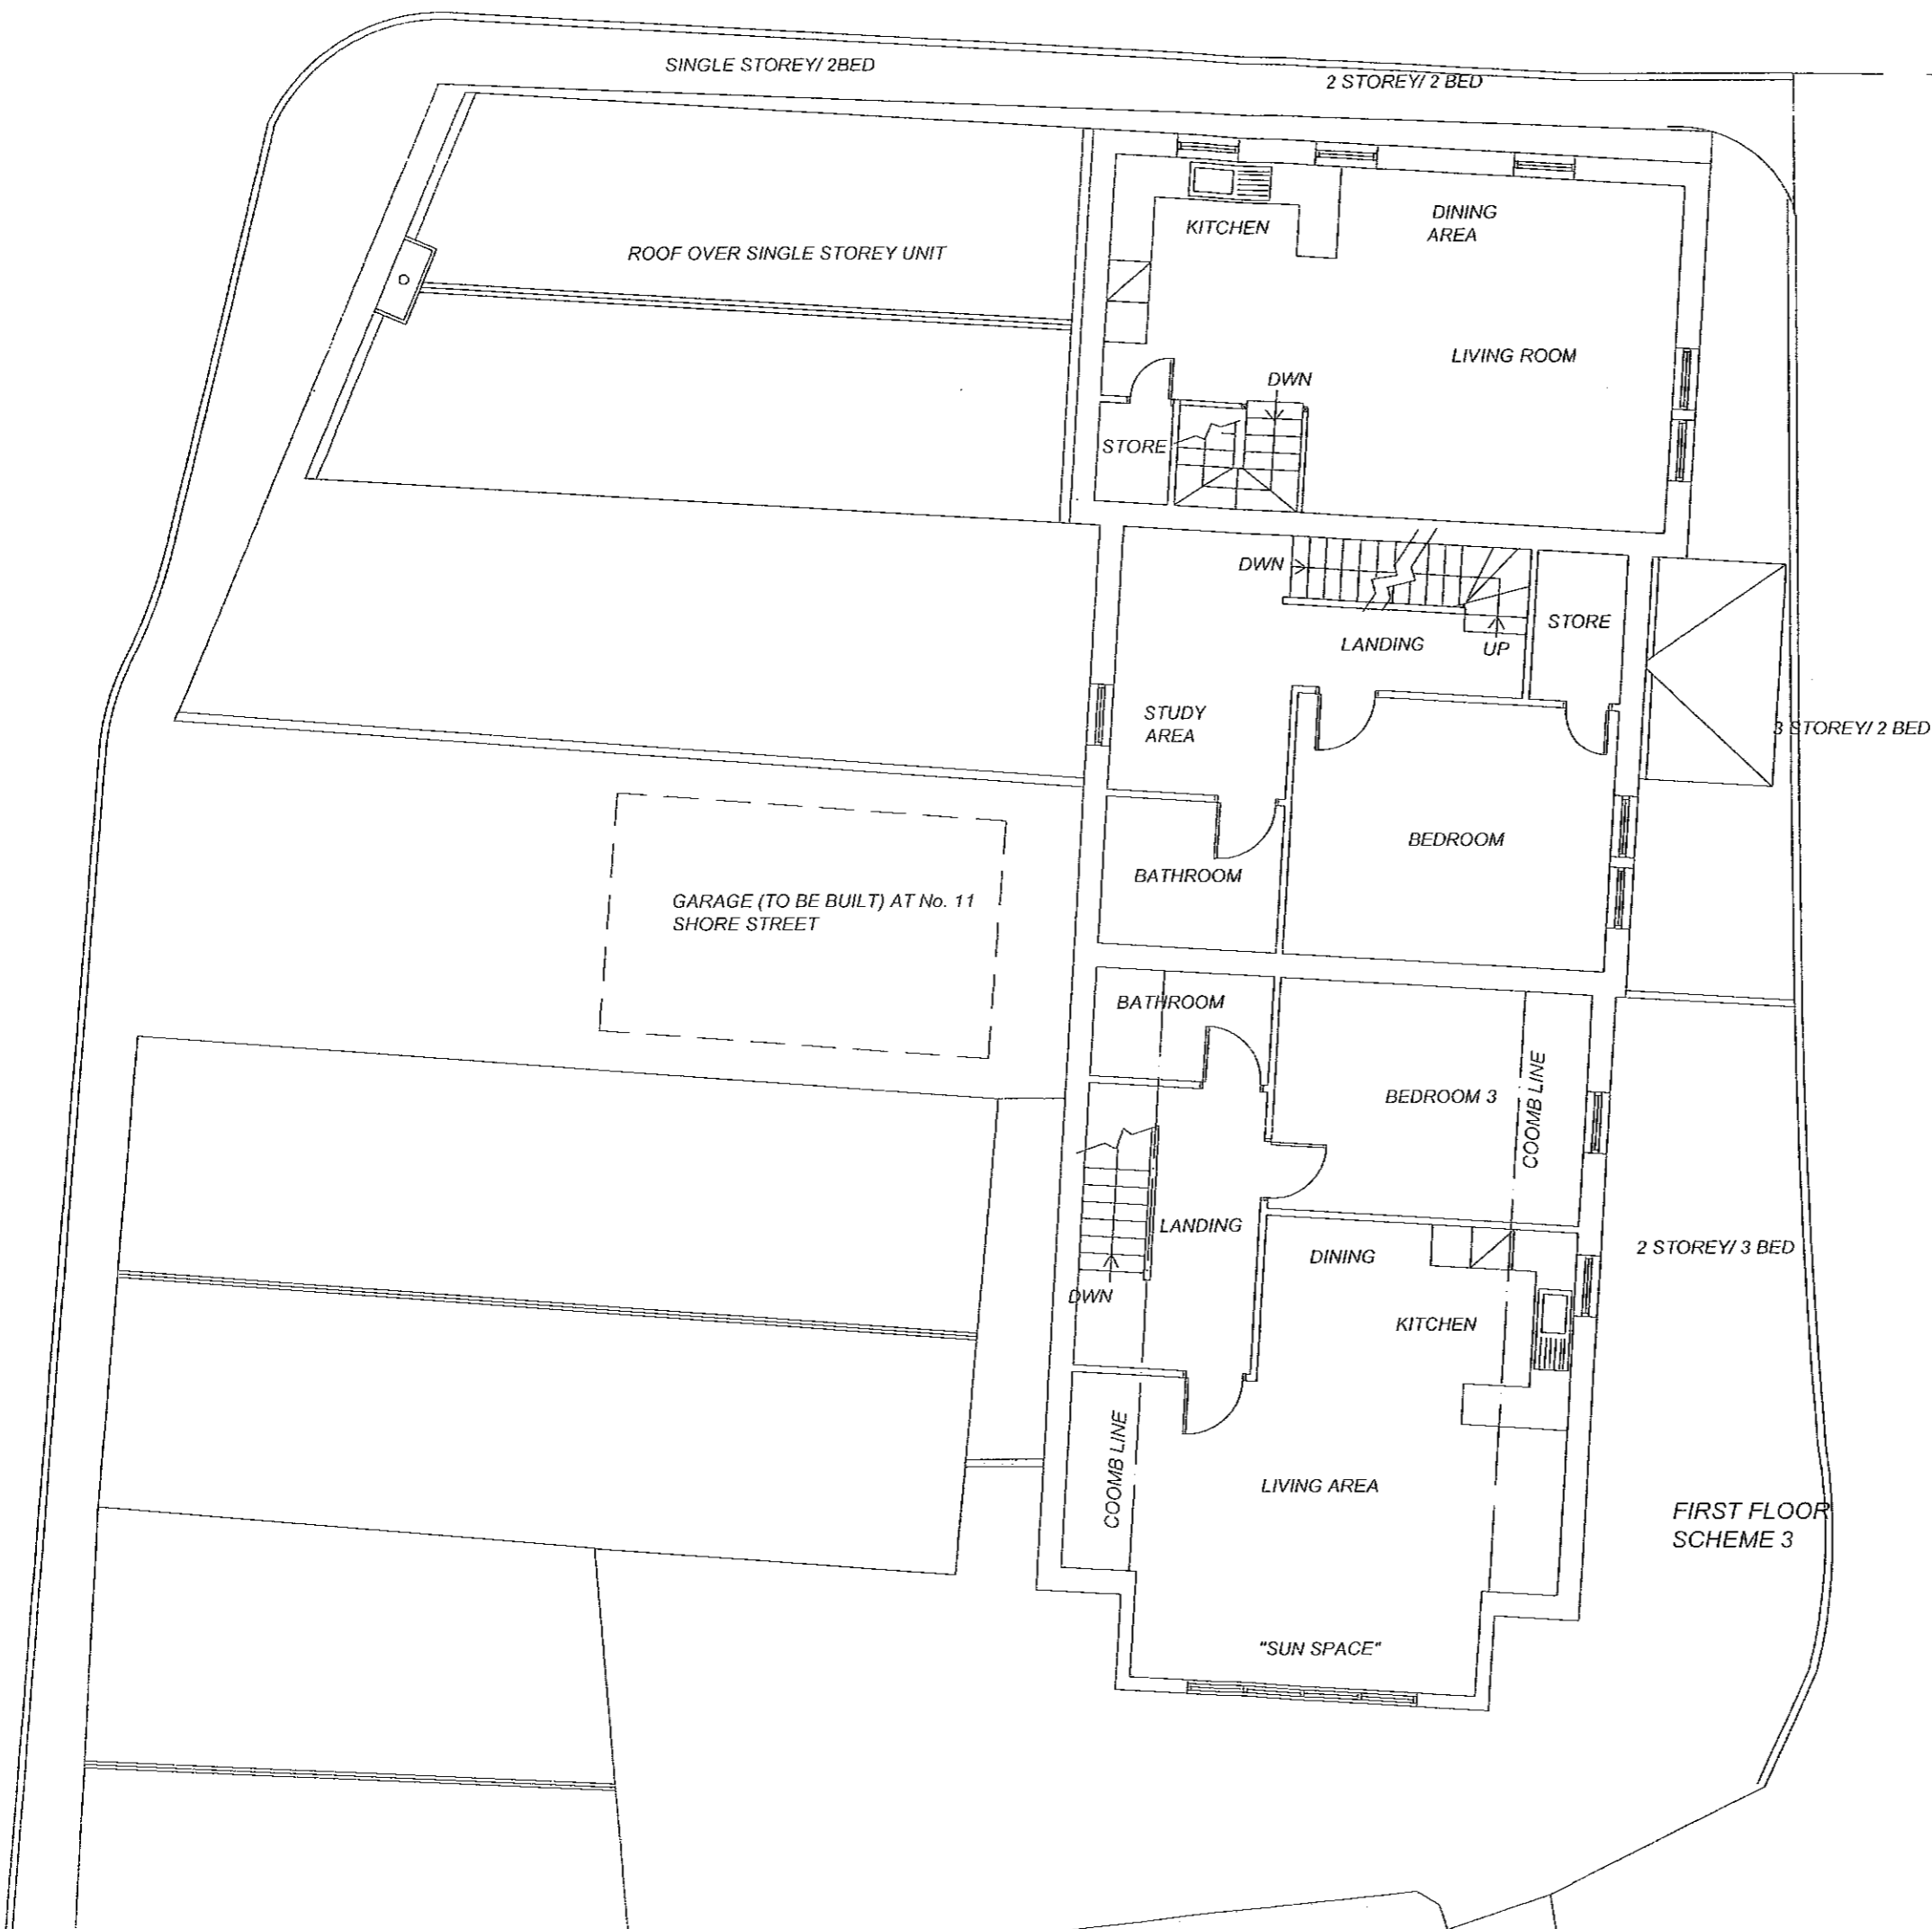 SINGLE STOREY/ 2BED
2 STOREY/ 2 BED
KITCHEN
DINING
AREA
ROOF OVER SINGLE STOREY UNIT
LIVING ROOM
DWN
STORE
DWN
STORE
LANDING
UP
STUDY
AREA
3 STOREY/ 2 BED
BEDROOM
BATHROOM
GARAGE (TO BE BUILT) AT No. 11
SHORE STREET
BATHROOM
BEDROOM 3
COOMB LINE
LANDING
DINING
2 STOREY/ 3 BED
DWN
KITCHEN
COOMB LINE
LIVING AREA
FIRST FLOOR
SCHEME 3
"SUN SPACE"